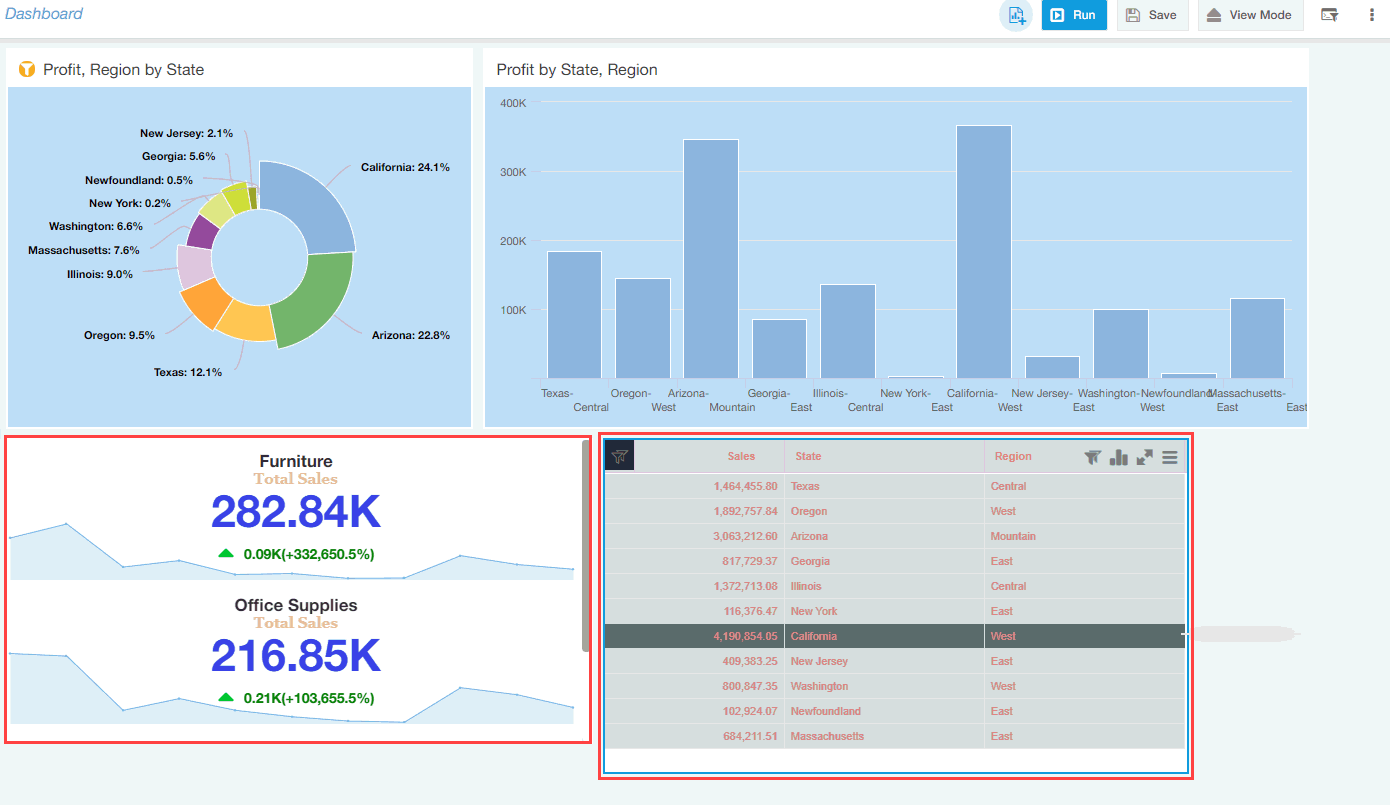 Dashboard
Run
Save
View Mode
Profit, Region by State
New Jersey: 2.1%
Georgia: 5.6%
California: 24.1%
Newfoundland: 0.5%
New York: 0.2%
Washington: 6.6%
Massachusetts: 7.6%
Illinois: 9.0%
Oregon: 9.5%
Arizona: 22.8%
Texas: 12.1%
Profit by State, Region
400K
300K
200K
100K
Texas- Oregon- Arizona- Georgia- Illinois- New York- California- New Jersey- Washington- Newfoundland- Massachusetts-
Central West Mountain East Central East West East West East East
Furniture
Total Sales
282.84K
0.09K(+332,650.5%)
Office Supplies
Total Sales
216.85K
0.21K(+103,655.5%)
Sales State Region
1,464,455.80 Texas Central
1,892,757.84 Oregon West
3,063,212.60 Arizona Mountain
817,729.37 Georgia East
1,372,713.08 Illinois Central
116,376.47 New York East
4,190,854.05 California West
409,383.25 New Jersey East
800,847.35 Washington West
102,924.07 Newfoundland East
684,211.51 Massachusetts East